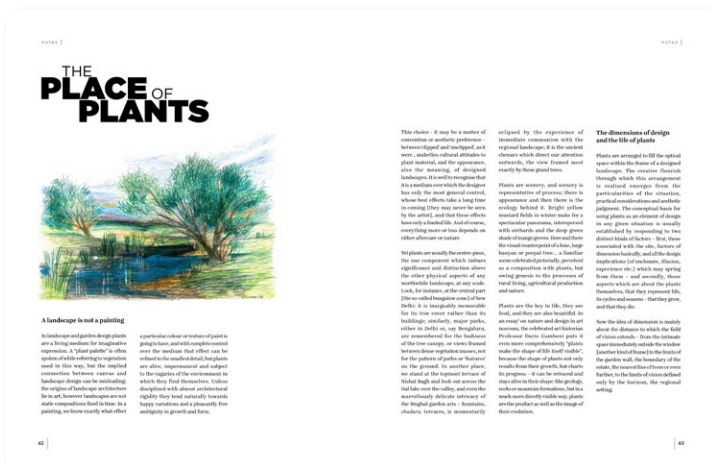 NOTES
NOTES
THE
PLACE OF
PLANTS
A landscape is not a painting
In landscape and garden design plants
are a living medium for imaginative
expression. A "plant palette" is often
spoken of while referring to vegetation
used in this way, but the implied
connection between canvas and
landscape design can be misleading:
the origins of landscape architecture
lie in art, however landscapes are not
static compositions fixed in time. In a
painting, we know exactly what effect
a particular colour or texture of paint is
going to have, and with complete control
over the medium that effect can be
refined to the smallest detail, but plants
are alive, impermanent and subject
to the vagaries of the environment in
which they find themselves. Unless
disciplined with almost architectural
rigidity they tend naturally towards
happy variations and a pleasantly free
ambiguity in growth and form.
This choice – it may be a matter of
convention or aesthetic preference –
between 'clipped' and 'unclipped', as it
were, underlies cultural attitudes to
plant material, and the appearance,
also the meaning, of designed
landscapes. It is well to recognise that
it is a medium over which the designer
has only the most general control,
whose best effects take a long time
in coming [they may never be seen
by the artist], and that these effects
have only a limited life. And of course,
everything more or less depends on
either aftercare or nature.
Yet plants are usually the centre-piece,
the one component which imbues
significance and distinction above
the other physical aspects of any
worthwhile landscape, at any scale.
Look, for instance, at the central part
[the so-called bungalow zone] of New
Delhi: it is inarguably memorable
for its tree cover rather than its
buildings; similarly, major parks,
either in Delhi or, say Bengaluru,
are remembered for the lushness
of the tree canopy, or views framed
between dense vegetation masses, not
for the pattern of paths or 'features'
on the ground. In another place,
we stand at the topmost terrace of
Nishat Bagh and look out across the
Dal lake over the valley, and even the
marvellously delicate intricacy of
the Mughal garden arts – fountains,
chadars, terraces, is momentarily
eclipsed by the experience of
immediate communion with the
regional landscape; it is the ancient
chenars which direct our attention
outwards, the view framed most
exactly by these grand trees.
Plants are scenery, and scenery is
representative of process; there is
appearance and then there is the
ecology behind it. Bright yellow
mustard fields in winter make for a
spectacular panorama, interspersed
with orchards and the deep green
shade of mango groves. Here and there
the visual counterpoint of a lone, large
banyan or peepal tree... a familiar
scene celebrated pictorially, perceived
as a composition with plants, but
owing genesis to the processes of
rural living, agricultural production
and nature.
Plants are the key to life, they are
food, and they are also beautiful. In
an essay on nature and design in art
nouveau, the celebrated art historian
Professor Dario Gamboni puts it
even more comprehensively "plants
make the shape of life itself visible",
because the shape of plants not only
results from their growth, but charts
its progress – it can be retraced and
stays alive in their shape: like geology,
rocks or mountain formations, but in a
much more directly visible way, plants
are the product as well as the image of
their evolution.
The dimensions of design
and the life of plants
Plants are arranged to fill the optical
space within the frame of a designed
landscape. The creative flourish
through which this arrangement
is realized emerges from the
particularities of the situation,
practical considerations and aesthetic
judgment. The conceptual basis for
using plants as an element of design
in any given situation is usually
established by responding to two
distinct kinds of factors – first, those
associated with the site, factors of
dimension basically, and all the design
implications [of enclosure, illusion,
experience etc.] which may spring
from them – and secondly, those
aspects which are about the plants
themselves, that they represent life,
its cycles and seasons – that they grow,
and that they die.
Now the idea of dimension is mainly
about the distance to which the field
of vision extends – from the intimate
space immediately outside the window
[another kind of frame] to the limits of
the garden wall, the boundary of the
estate, the nearest line of trees or even
further, to the limits of vision defined
only by the horizon, the regional
setting.
62
63